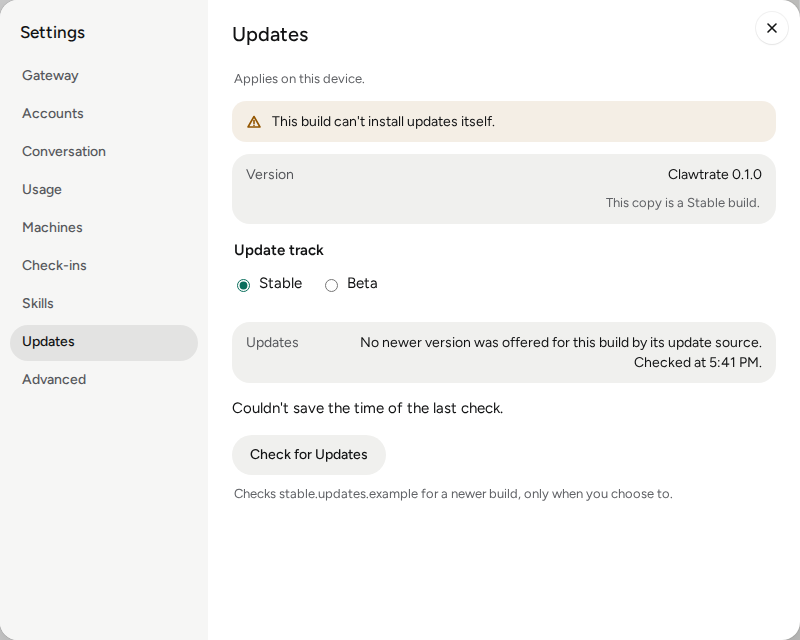 Settings
Gateway
Accounts
Conversation
Usage
Machines
Check-ins
Skills
Updates
Advanced
Updates
Applies on this device.
This build can't install updates itself.
Version
Clawtrate 0.1.0
This copy is a Stable build.
Update track
Stable
Beta
Updates
No newer version was offered for this build by its update source.
Checked at 5:41 PM.
Couldn't save the time of the last check.
Check for Updates
Checks stable.updates.example for a newer build, only when you choose to.